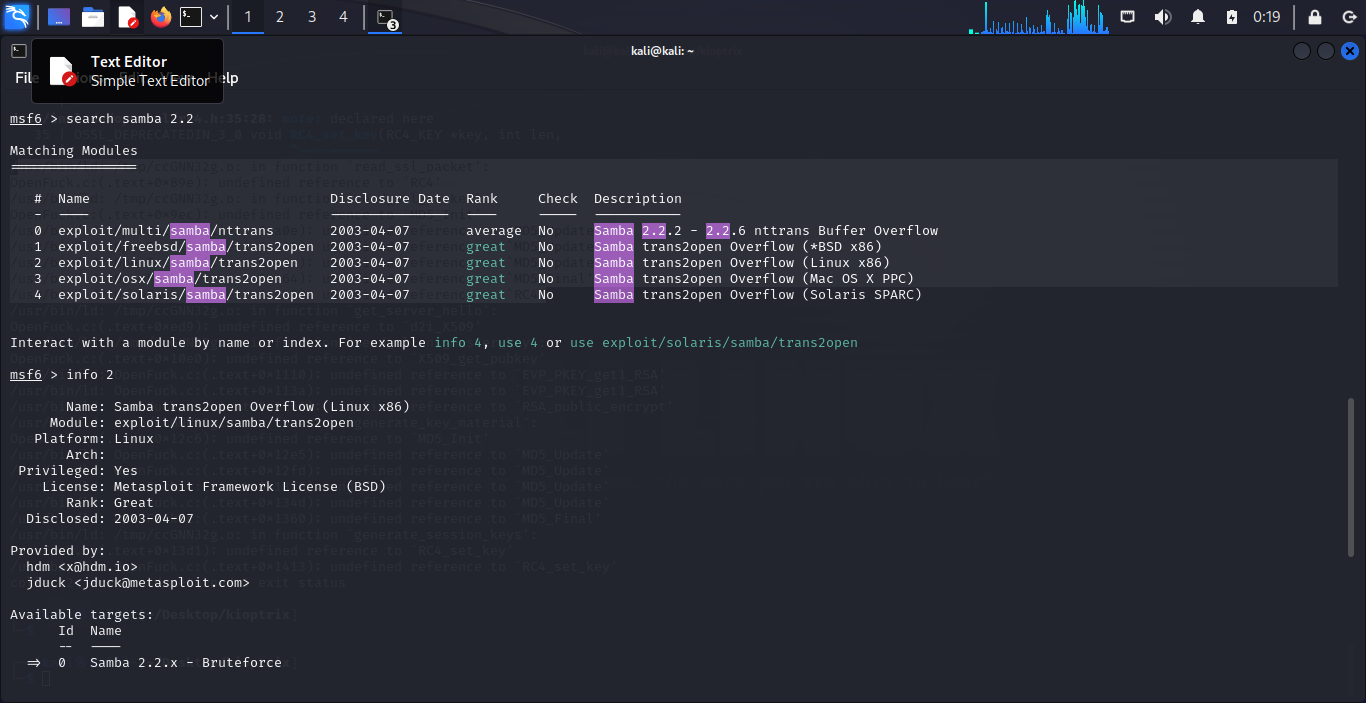 1 2 3 4 3 0:19
kali@kali: ~
Text Editor
Simple Text Editor
File Help
msf6 > search samba 2.2
Matching Modules
================
# Name Disclosure Date Rank Check Description
- ---- --------------- ---- ----- -----------
0 exploit/multi/samba/nttrans 2003-04-07 average No Samba 2.2.2 - 2.2.6 nttrans Buffer Overflow
1 exploit/freebsd/samba/trans2open 2003-04-07 great No Samba trans2open Overflow (*BSD x86)
2 exploit/linux/samba/trans2open 2003-04-07 great No Samba trans2open Overflow (Linux x86)
3 exploit/osx/samba/trans2open 2003-04-07 great No Samba trans2open Overflow (Mac OS X PPC)
4 exploit/solaris/samba/trans2open 2003-04-07 great No Samba trans2open Overflow (Solaris SPARC)
Interact with a module by name or index. For example info 4, use 4 or use exploit/solaris/samba/trans2open
msf6 > info 2
Name: Samba trans2open Overflow (Linux x86)
Module: exploit/linux/samba/trans2open
Platform: Linux
Arch:
Privileged: Yes
License: Metasploit Framework License (BSD)
Rank: Great
Disclosed: 2003-04-07
Provided by:
hdm <x@hdm.io>
jduck <jduck@metasploit.com>
Available targets:
Id Name
-- ----
=> 0 Samba 2.2.x - Bruteforce